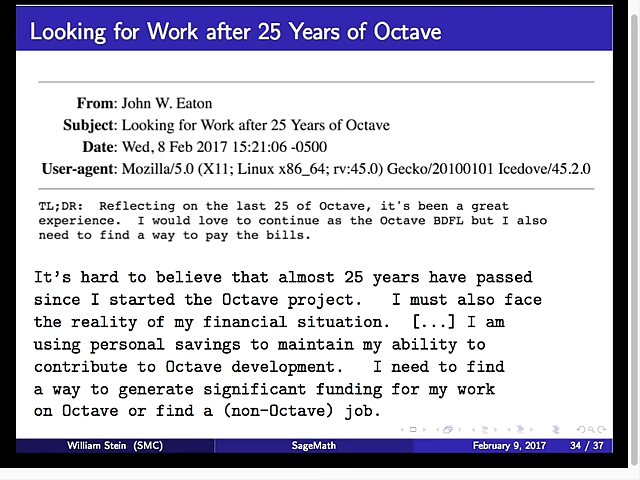 Looking for Work after 25 Years of Octave
From: John W. Eaton
Subject: Looking for Work after 25 Years of Octave
Date: Wed, 8 Feb 2017 15:21:06 -0500
User-agent: Mozilla/5.0 (X11; Linux x86_64; rv:45.0) Gecko/20100101 Icedove/45.2.0
TL;DR: Reflecting on the last 25 of Octave, it's been a great
experience. I would love to continue as the Octave BDFL but I also
need to find a way to pay the bills.
It's hard to believe that almost 25 years have passed
since I started the Octave project. I must also face
the reality of my financial situation. [...] I am
using personal savings to maintain my ability to
contribute to Octave development. I need to find
a way to generate significant funding for my work
on Octave or find a (non-Octave) job.
William Stein (SMC) SageMath February 9, 2017 34 / 37